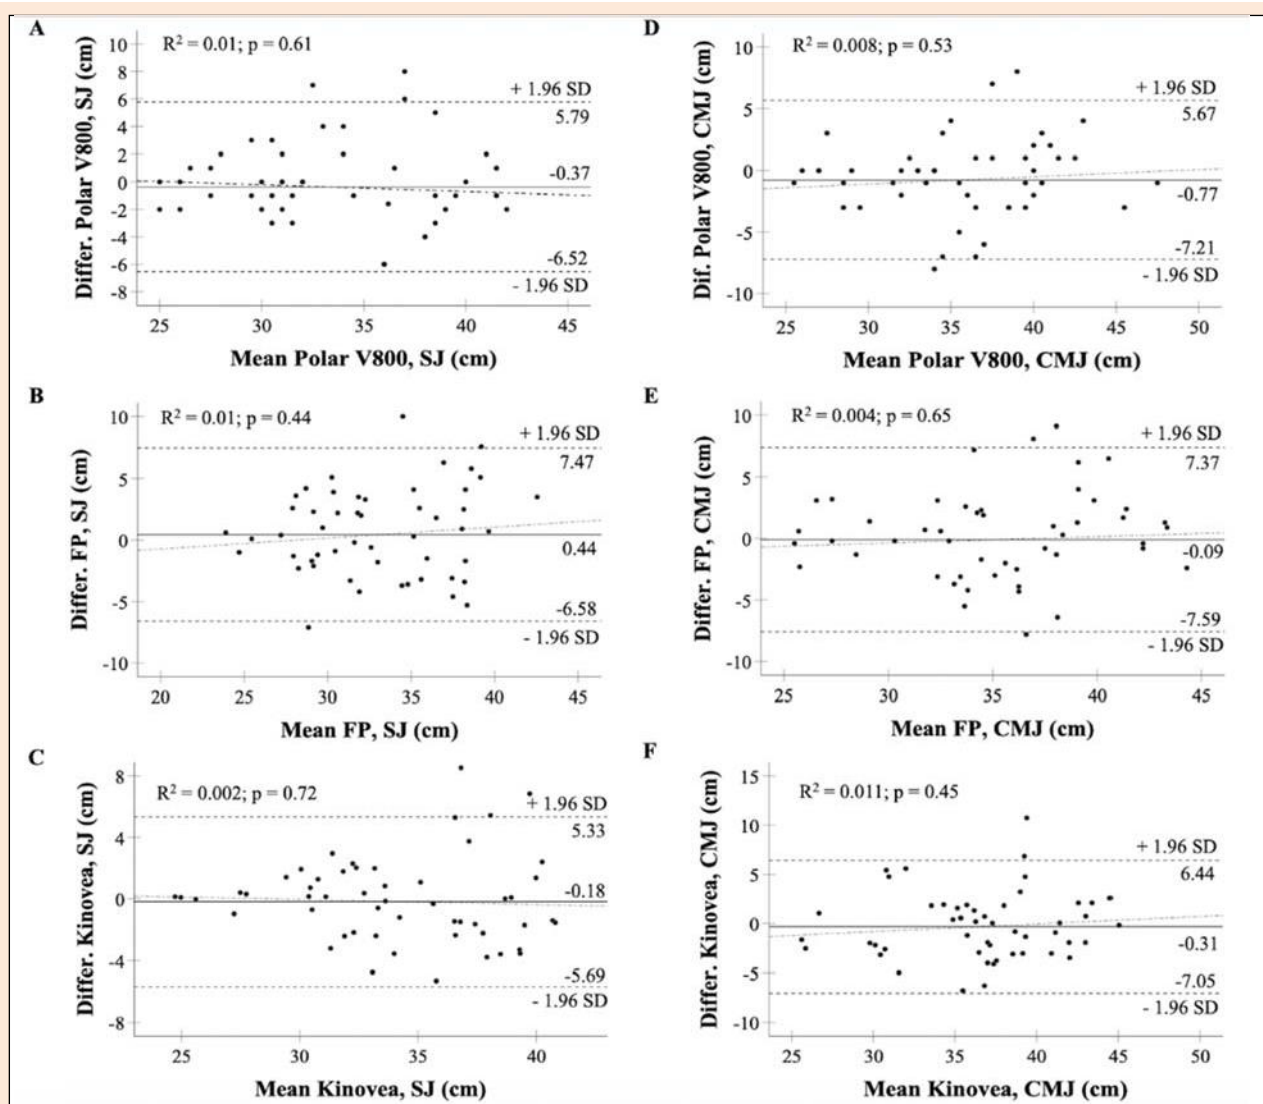 A
Differ. Polar V800, SJ (cm)
R² = 0.01; p = 0.61
10
8
6
4
2
0
-2
-4
-6
-8
+ 1.96 SD
5.79
-0.37
-6.52
- 1.96 SD
25 30 35 40 45
Mean Polar V800, SJ (cm)
D
Dif. Polar V800, CMJ (cm)
R² = 0.008; p = 0.53
10
5
0
-5
-10
+ 1.96 SD
5.67
-0.77
-7.21
- 1.96 SD
25 30 35 40 45 50
Mean Polar V800, CMJ (cm)
B
Differ. FP, SJ (cm)
R² = 0.01; p = 0.44
10
5
0
-5
-10
+ 1.96 SD
7.47
0.44
-6.58
- 1.96 SD
20 25 30 35 40 45
Mean FP, SJ (cm)
E
Differ. FP, CMJ (cm)
R² = 0.004; p = 0.65
10
5
0
-5
-10
+ 1.96 SD
7.37
-0.09
-7.59
- 1.96 SD
25 30 35 40 45
Mean FP, CMJ (cm)
C
Differ. Kinovea, SJ (cm)
R² = 0.002; p = 0.72
8
4
0
-4
-8
+ 1.96 SD
5.33
-0.18
-5.69
- 1.96 SD
25 30 35 40
Mean Kinovea, SJ (cm)
F
Differ. Kinovea, CMJ (cm)
R² = 0.011; p = 0.45
15
10
5
0
-5
-10
+ 1.96 SD
6.44
-0.31
-7.05
- 1.96 SD
25 30 35 40 45 50
Mean Kinovea, CMJ (cm)